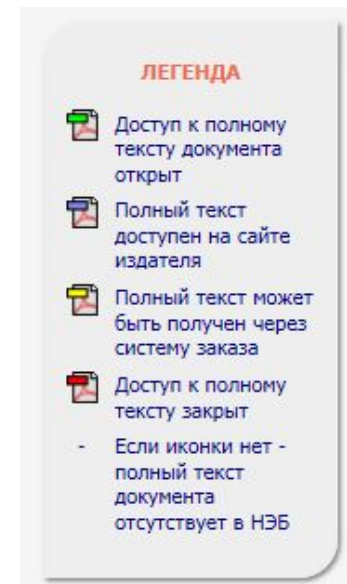 ЛЕГЕНДА
Доступ к полному
тексту документа
открыт
Полный текст
доступен на сайте
издателя
Полный текст может
быть получен через
систему заказа
Доступ к полному
тексту закрыт
- Если иконки нет -
полный текст
документа
отсутствует в НЭБ